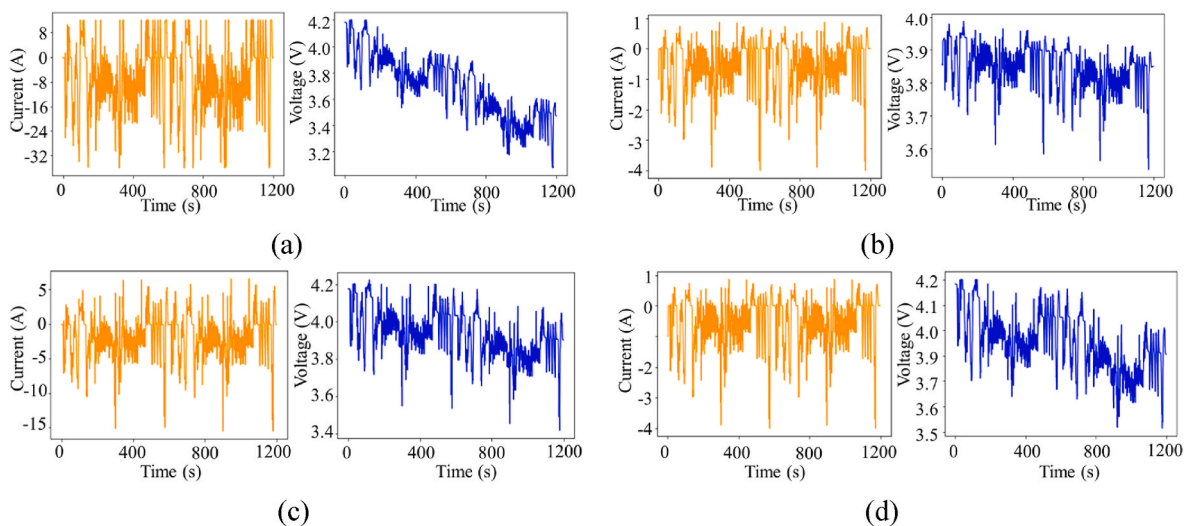 8
0
-8
-16
-24
-32
Current (A)
0 400 800 1200
Time (s)
4.2
4.0
3.8
3.6
3.4
3.2
Voltage (V)
0 400 800 1200
Time (s)
(a)
1
0
-1
-2
-3
-4
Current (A)
0 400 800 1200
Time (s)
3.9
3.8
3.7
3.6
Voltage (V)
0 400 800 1200
Time (s)
(b)
5
0
-5
-10
-15
Current (A)
0 400 800 1200
Time (s)
4.2
4.0
3.8
3.6
3.4
Voltage (V)
0 400 800 1200
Time (s)
(c)
1
0
-1
-2
-3
-4
Current (A)
0 400 800 1200
Time (s)
4.2
4.1
4.0
3.9
3.8
3.7
3.6
3.5
Voltage (V)
0 400 800 1200
Time (s)
(d)